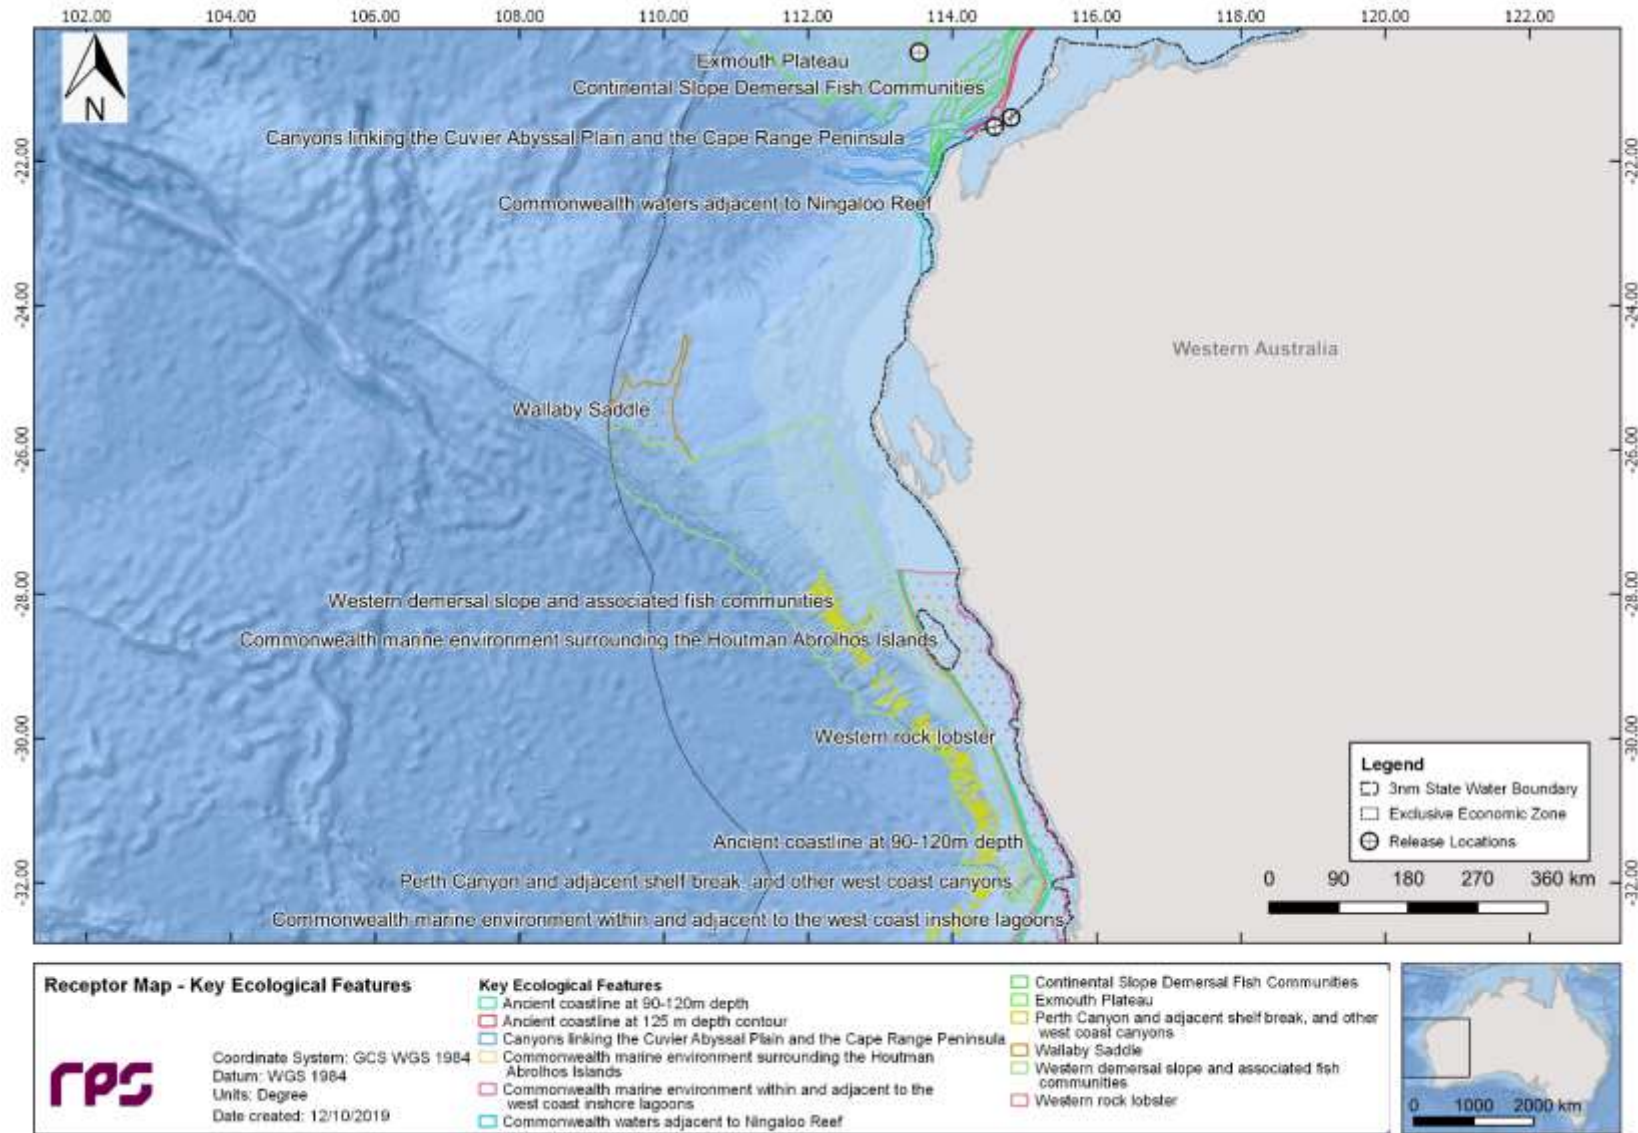 102.00 104.00 106.00 108.00 110.00 112.00 114.00 116.00 118.00 120.00 122.00
N
Exmouth Plateau
Continental Slope Demersal Fish Communities
Canyons linking the Cuvier Abyssal Plain and the Cape Range Peninsula
-22.00 -22.00
Commonwealth waters adjacent to Ningaloo Reef
-24.00 -24.00
Western Australia
Wallaby Saddle
-26.00 -26.00
-28.00 -28.00
Western demersal slope and associated fish communities
Commonwealth marine environment surrounding the Houtman Abrolhos Islands
Western rock lobster
-30.00 -30.00
Ancient coastline at 90-120m depth
Perth Canyon and adjacent shelf break, and other west coast canyons
-32.00 -32.00
Commonwealth marine environment within and adjacent to the west coast inshore lagoons
Legend
3nm State Water Boundary
Exclusive Economic Zone
Release Locations
0 90 180 270 360 km
Receptor Map - Key Ecological Features
rps
Coordinate System: GCS WGS 1984
Datum: WGS 1984
Units: Degree
Date created: 12/10/2019
Key Ecological Features
Ancient coastline at 90-120m depth
Ancient coastline at 125 m depth contour
Canyons linking the Cuvier Abyssal Plain and the Cape Range Peninsula
Commonwealth marine environment surrounding the Houtman
Abrolhos Islands
Commonwealth marine environment within and adjacent to the
west coast inshore lagoons
Commonwealth waters adjacent to Ningaloo Reef
Continental Slope Demersal Fish Communities
Exmouth Plateau
Perth Canyon and adjacent shelf break, and other
west coast canyons
Wallaby Saddle
Western demersal slope and associated fish
communities
Western rock lobster
0 1000 2000 km